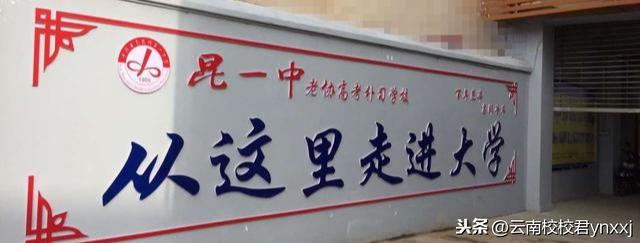 昆一中老协高考补习学校
从这里走进大学
1905
头条@云南校校君ynxxj